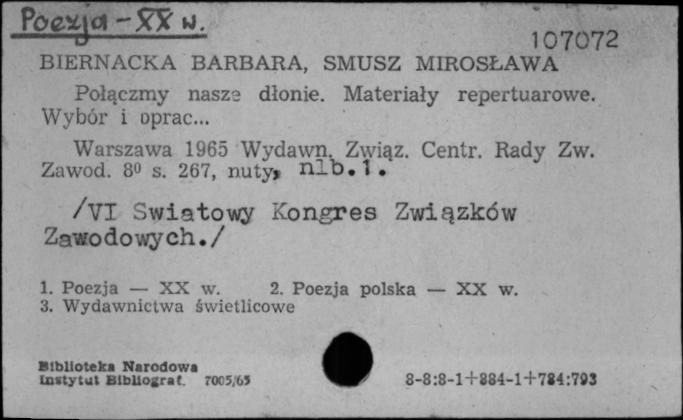 Poezja - XX w.
107072
BIERNACKA BARBARA, SMUSZ MIROSŁAWA
Połączmy nasze dłonie. Materiały repertuarowe.
Wybór i oprac...
Warszawa 1965 Wydawn. Związ. Centr. Rady Zw.
Zawod. 8⁰ s. 267, nuty, nlb.1.
/VI Swiatowy Kongres Związków
Zawodowych./
1. Poezja — XX w. 2. Poezja polska — XX w.
3. Wydawnictwa świetlicowe
Biblioteka Narodowa
Instytut Bibliograf. 7005/65
8-8:8-1+884-1+784:793